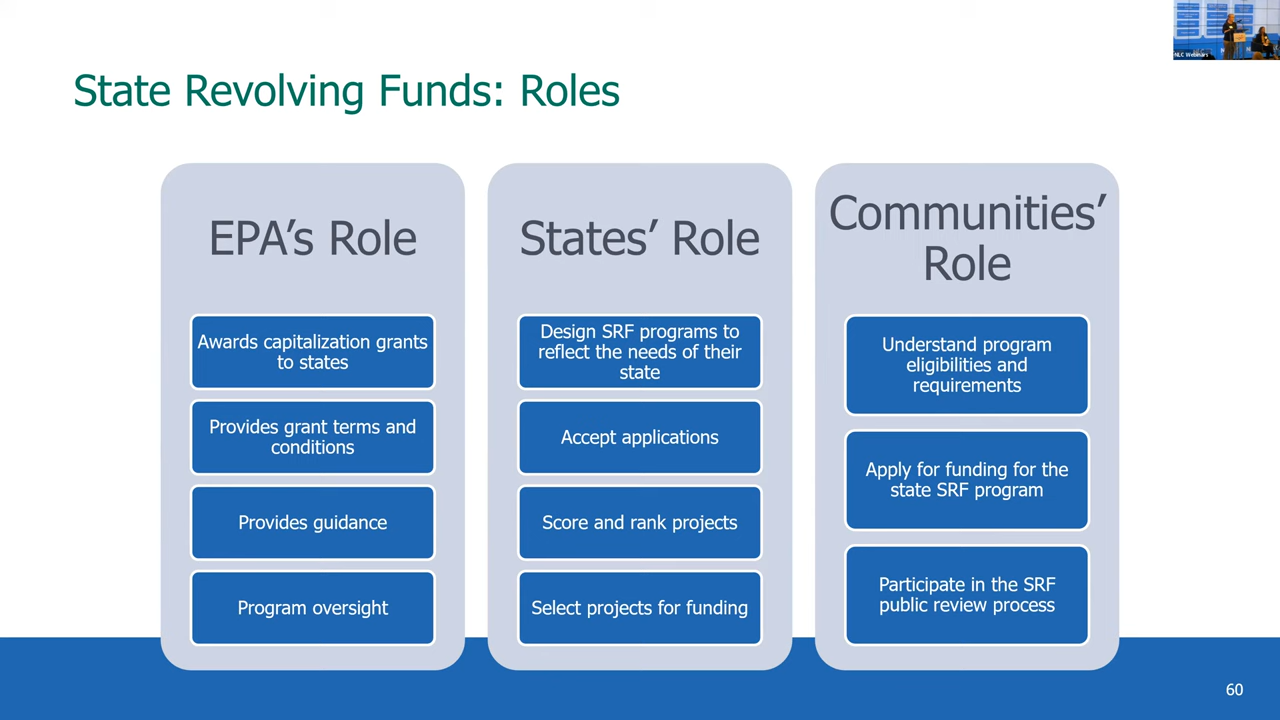 State Revolving Funds: Roles
EPA’s Role
Awards capitalization grants
to states
Provides grant terms and
conditions
Provides guidance
Program oversight
States’ Role
Design SRF programs to
reflect the needs of their
state
Accept applications
Score and rank projects
Select projects for funding
Communities’
Role
Understand program
eligibilities and
requirements
Apply for funding for the
state SRF program
Participate in the SRF
public review process
NLC Webinars
60